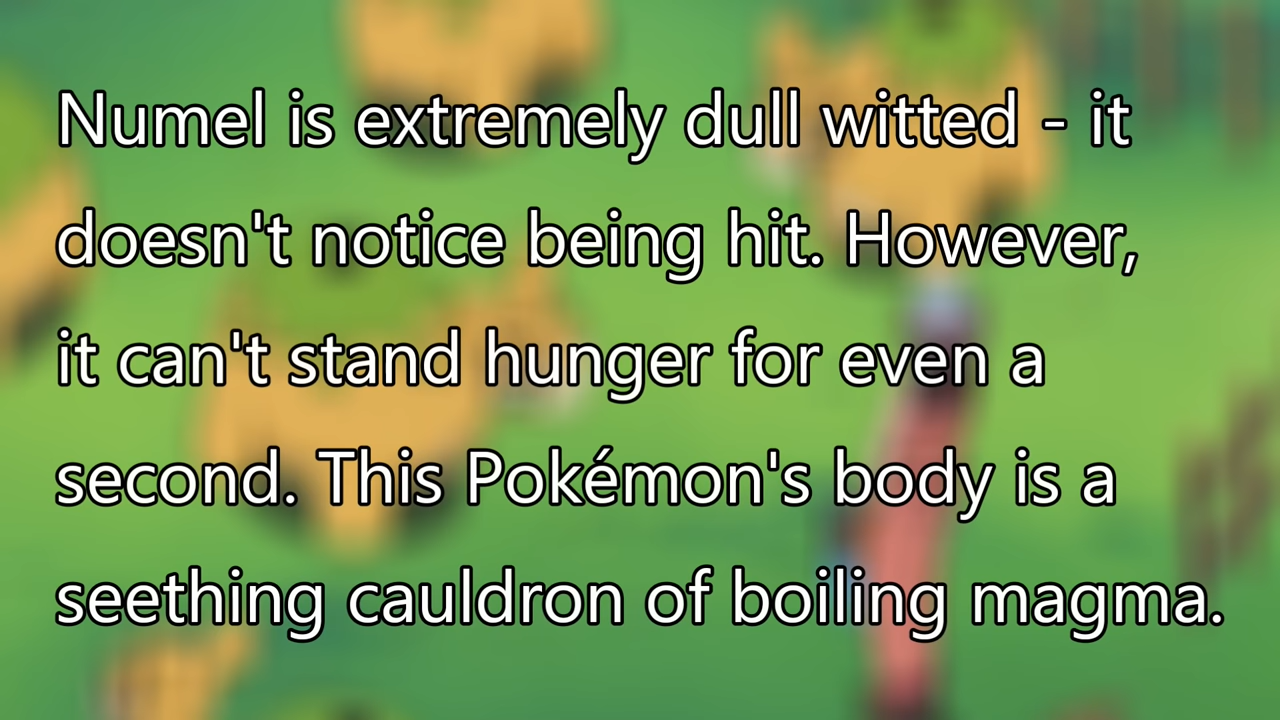 Numel is extremely dull witted - it
doesn't notice being hit. However,
it can't stand hunger for even a
second. This Pokémon's body is a
seething cauldron of boiling magma.